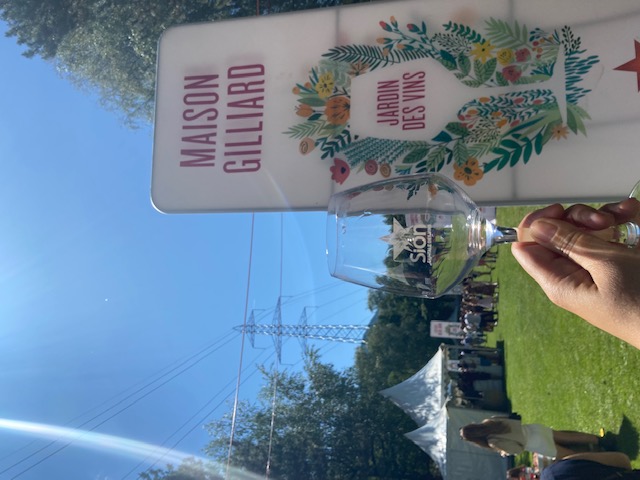 MAISON
GILLIARD
JARDIN
DES VINS
Sion